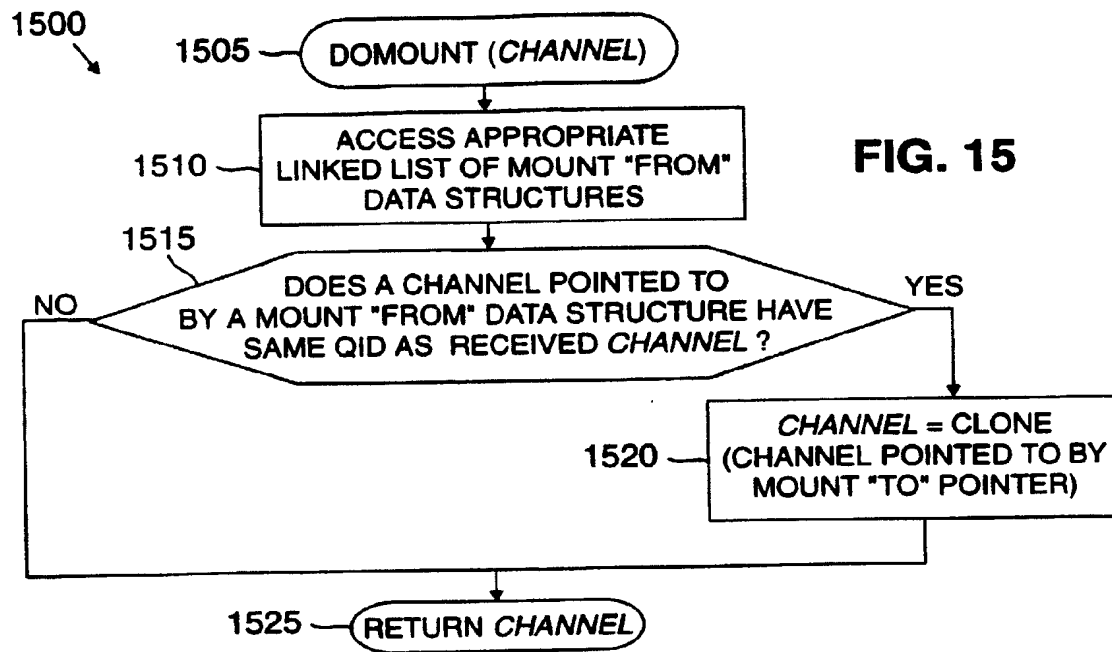 1500
1505
DOMOUNT (CHANNEL)
1510
ACCESS APPROPRIATE
LINKED LIST OF MOUNT "FROM"
DATA STRUCTURES
FIG. 15
1515
NO
DOES A CHANNEL POINTED TO
BY A MOUNT "FROM" DATA STRUCTURE HAVE
SAME QID AS RECEIVED CHANNEL ?
YES
1520
CHANNEL = CLONE
(CHANNEL POINTED TO BY
MOUNT "TO" POINTER)
1525
RETURN CHANNEL